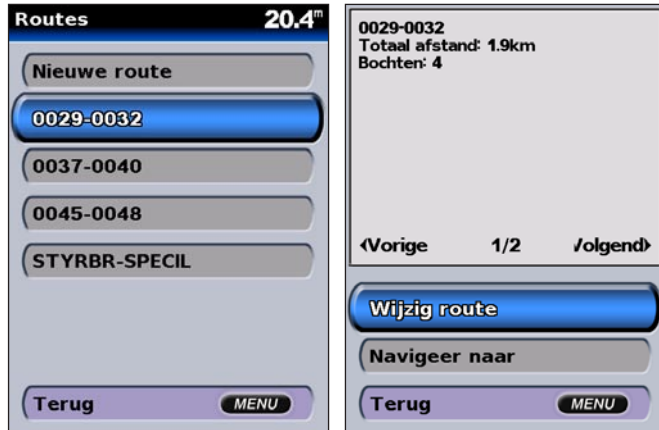 Routes 20.4m
Nieuwe route
0029-0032
0037-0040
0045-0048
STYRBR-SPECIL
Terug MENU
0029-0032
Totaal afstand: 1.9km
Bochten: 4
Vorige 1/2 Volgend
Wijzig route
Navigeer naar
Terug MENU